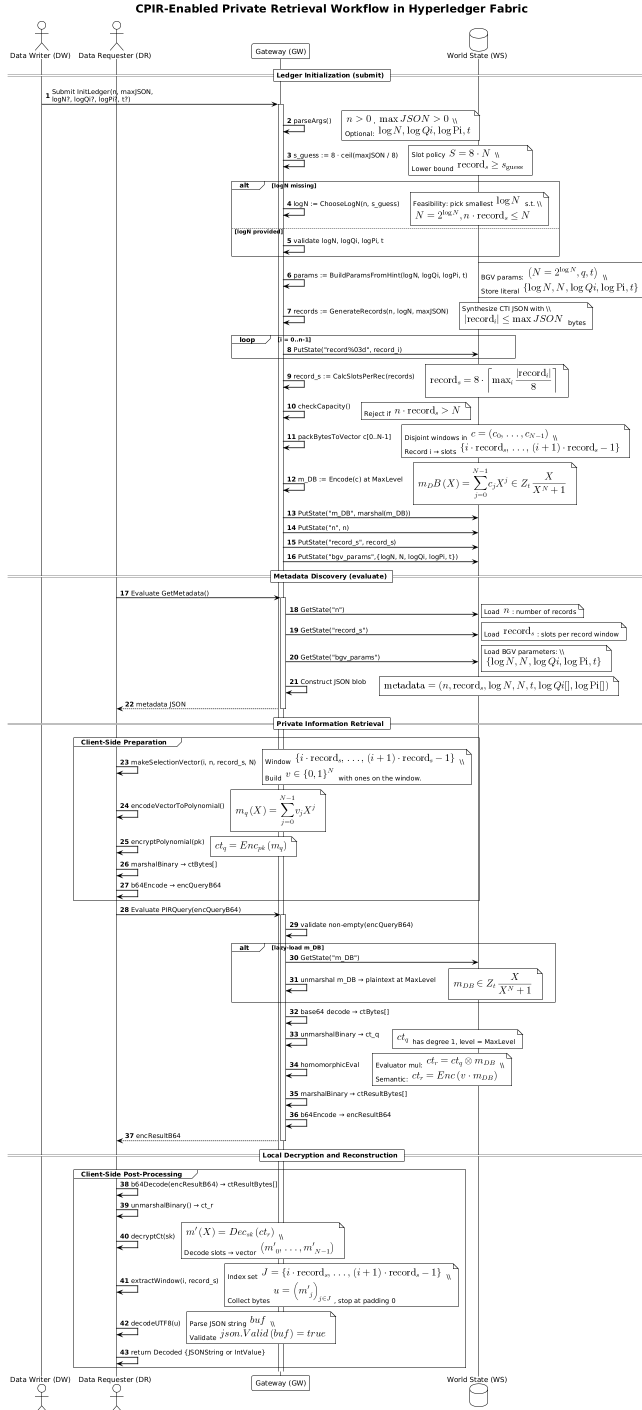 CPIR-Enabled Private Retrieval Workflow in Hyperledger Fabric
Data Writer (DW)
Data Requester (DR)
Gateway (GW)
World State (WS)
Ledger Initialization (submit)
1 Submit InitLedger(n, maxJSON,
logN?, logQi?, logPi?, t?)
2 parseArgs()
n > 0 , max JSON > 0 \\
Optional: log N, log Qi, log Pi, t
3 s_guess := 8 · ceil(maxJSON / 8)
Slot policy S = 8 · N \\
Lower bound record_s ≥ s_guess
alt [logN missing]
4 logN := ChooseLogN(n, s_guess)
Feasibility: pick smallest log N s.t. \\
N = 2^{log N}, n · record_s ≤ N
[logN provided]
5 validate logN, logQi, logPi, t
6 params := BuildParamsFromHint(logN, logQi, logPi, t)
BGV params: (N = 2^{log N}, q, t) \\
Store literal {log N, N, log Qi, log Pi, t}
7 records := GenerateRecords(n, logN, maxJSON)
Synthesize CTI JSON with \\
|record_i| ≤ max JSON bytes
loop [i = 0..n-1]
8 PutState("record%03d", record_i)
9 record_s := CalcSlotsPerRec(records)
record_s = 8 · ⌈max_i |record_i| / 8⌉
10 checkCapacity()
Reject if n · record_s > N
11 packBytesToVector c[0..N-1]
Disjoint windows in c = (c_0, …, c_{N−1}) \\
Record i → slots {i · record_s, …, (i + 1) · record_s − 1}
12 m_DB := Encode(c) at MaxLevel
m_D B (X) = ∑_{j=0}^{N−1} c_j X^j ∈ Z_t X / X^N + 1
13 PutState("m_DB", marshal(m_DB))
14 PutState("n", n)
15 PutState("record_s", record_s)
16 PutState("bgv_params",{logN, N, logQi, logPi, t})
Metadata Discovery (evaluate)
17 Evaluate GetMetadata()
18 GetState("n")
Load n : number of records
19 GetState("record_s")
Load record_s : slots per record window
20 GetState("bgv_params")
Load BGV parameters: \\
{log N, N, log Qi, log Pi, t}
21 Construct JSON blob
metadata = (n, record_s, log N, N, t, log Qi[], log Pi[])
22 metadata JSON
Private Information Retrieval
Client-Side Preparation
23 makeSelectionVector(i, n, record_s, N)
Window {i · record_s, …, (i + 1) · record_s − 1} \\
Build v ∈ {0, 1}^N with ones on the window.
24 encodeVectorToPolynomial()
m_q (X) = ∑_{j=0}^{N−1} v_j X^j
25 encryptPolynomial(pk)
ct_q = Enc_pk (m_q)
26 marshalBinary → ctBytes[]
27 b64Encode → encQueryB64
28 Evaluate PIRQuery(encQueryB64)
29 validate non-empty(encQueryB64)
alt [lazy-load m_DB]
30 GetState("m_DB")
31 unmarshal m_DB → plaintext at MaxLevel
m_DB ∈ Z_t X / X^N + 1
32 base64 decode → ctBytes[]
33 unmarshalBinary → ct_q
ct_q has degree 1, level = MaxLevel
34 homomorphicEval
Evaluator mul: ct_r = ct_q ⊗ m_DB \\
Semantic: ct_r = Enc (v · m_DB)
35 marshalBinary → ctResultBytes[]
36 b64Encode → encResultB64
37 encResultB64
Local Decryption and Reconstruction
Client-Side Post-Processing
38 b64Decode(encResultB64) → ctResultBytes[]
39 unmarshalBinary() → ct_r
40 decryptCt(sk)
m′(X) = Dec_sk (ct_r) \\
Decode slots → vector (m′_0, …, m′_{N−1})
41 extractWindow(i, record_s)
Index set J = {i · record_s, …, (i + 1) · record_s − 1} \\
u = (m′_j)_{j∈J}
Collect bytes , stop at padding 0
42 decodeUTF8(u)
Parse JSON string buf \\
Validate json.Valid (buf) = true
43 return Decoded {JSONString or IntValue}
Data Writer (DW)
Data Requester (DR)
Gateway (GW)
World State (WS)